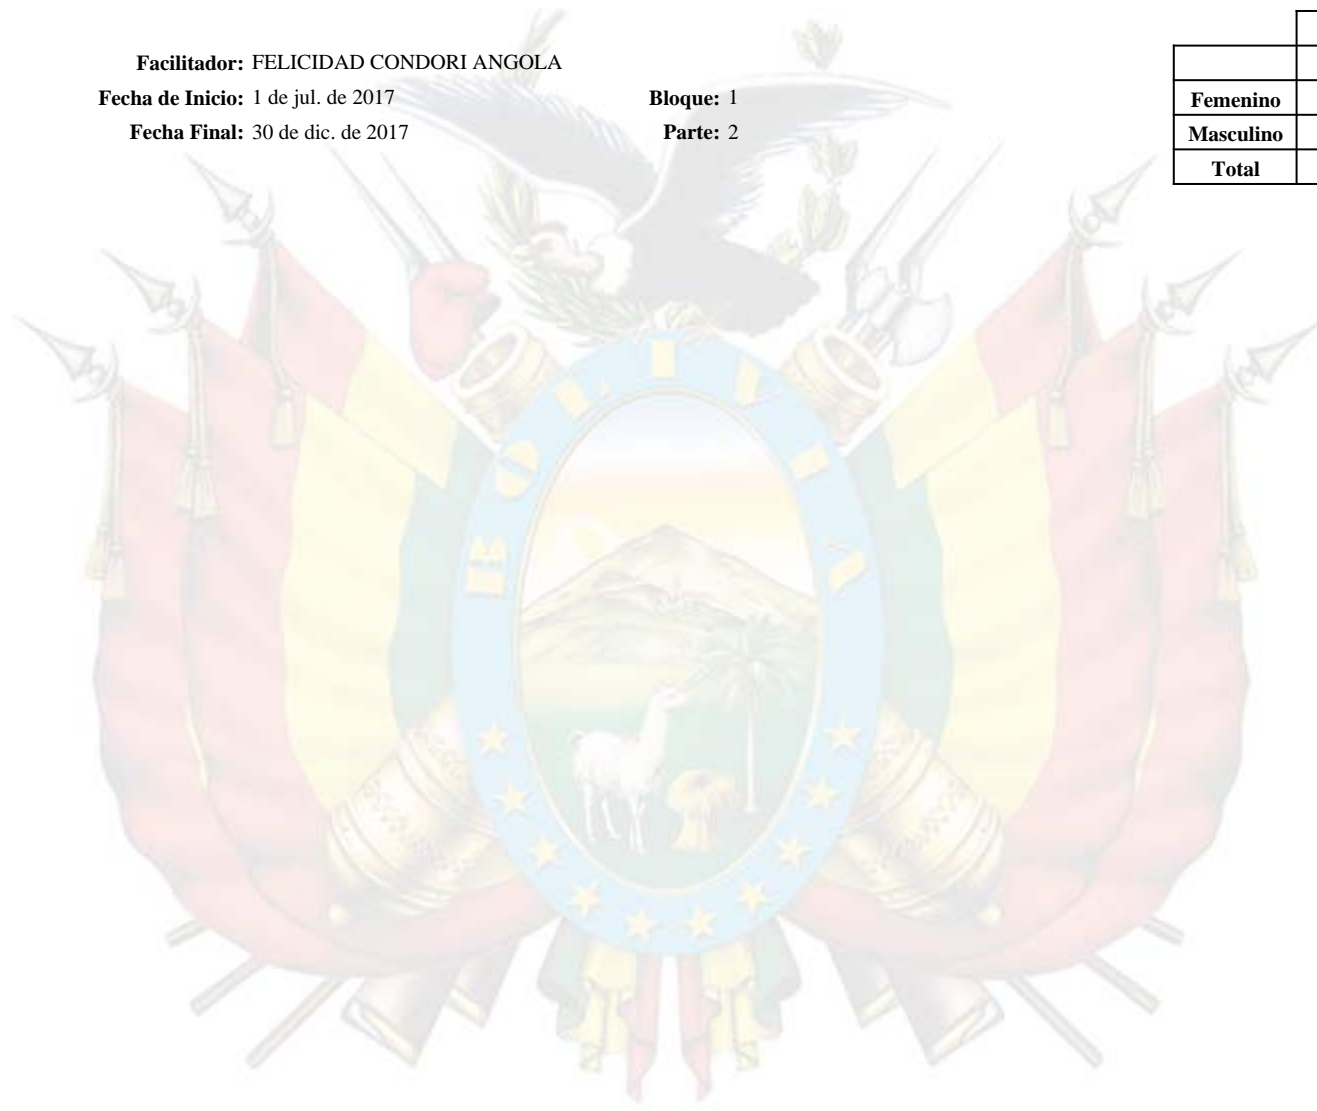 Facilitador: FELICIDAD CONDORI ANGOLA
Fecha de Inicio: 1 de jul. de 2017 Bloque: 1
Femenino
Fecha Final: 30 de dic. de 2017 Parte: 2
Masculino
Total
BOLIVIA